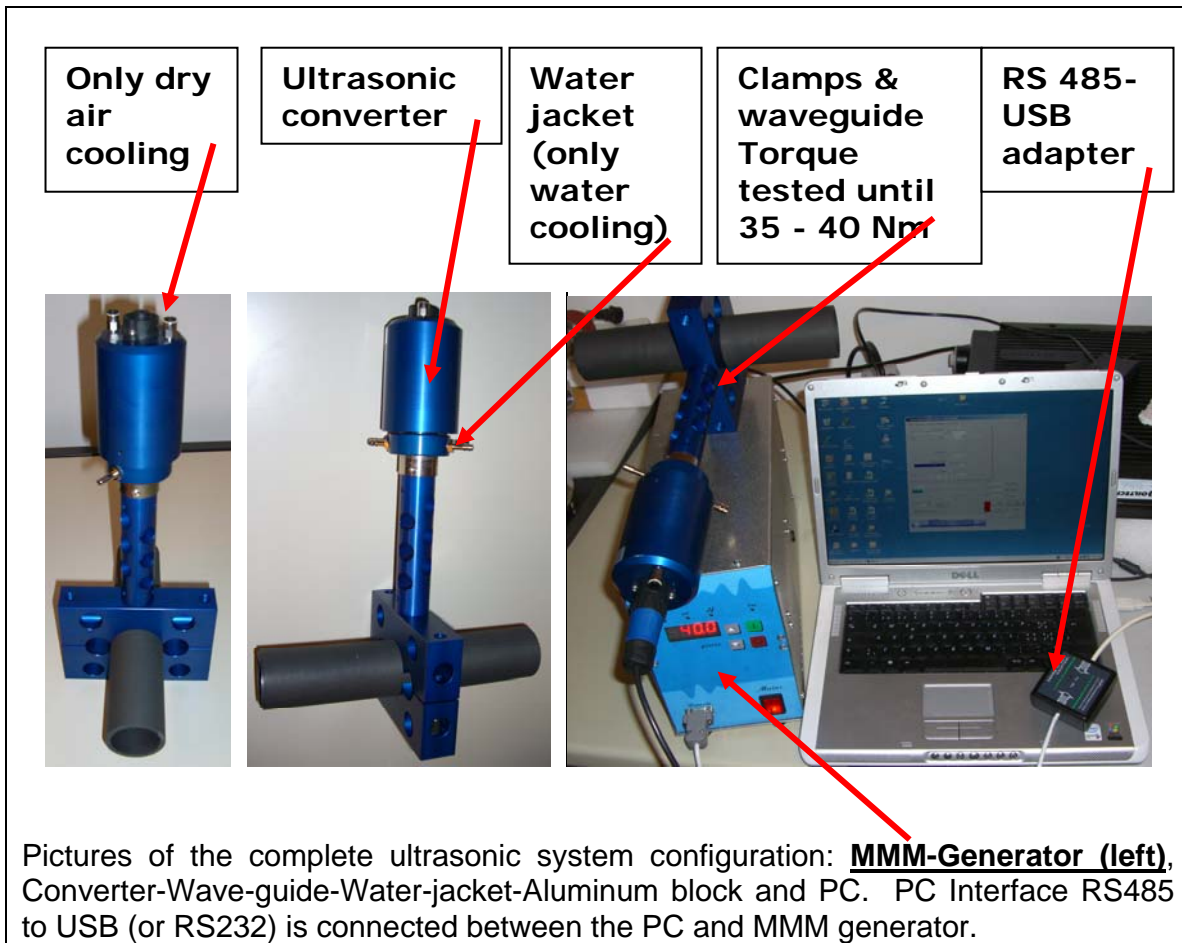 Only dry
air
cooling
Ultrasonic
converter
Water
jacket
(only
water
cooling)
Clamps &
waveguide
Torque
tested until
35 - 40 Nm
RS 485-
USB
adapter
40.0
DELL
Pictures of the complete ultrasonic system configuration: MMM-Generator (left),
Converter-Wave-guide-Water-jacket-Aluminum block and PC. PC Interface RS485
to USB (or RS232) is connected between the PC and MMM generator.